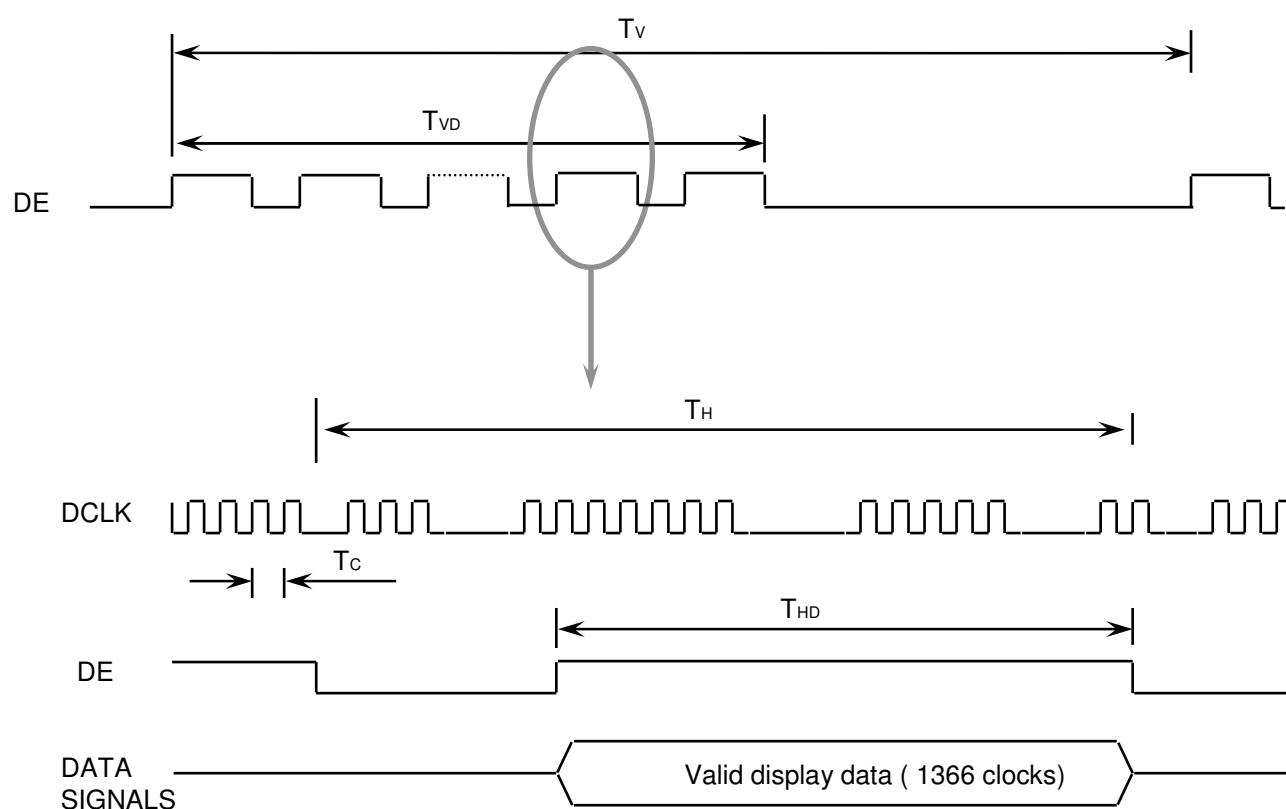 TV
TVD
DE
TH
DCLK
TC
THD
DE
DATA
SIGNALS
Valid display data ( 1366 clocks)